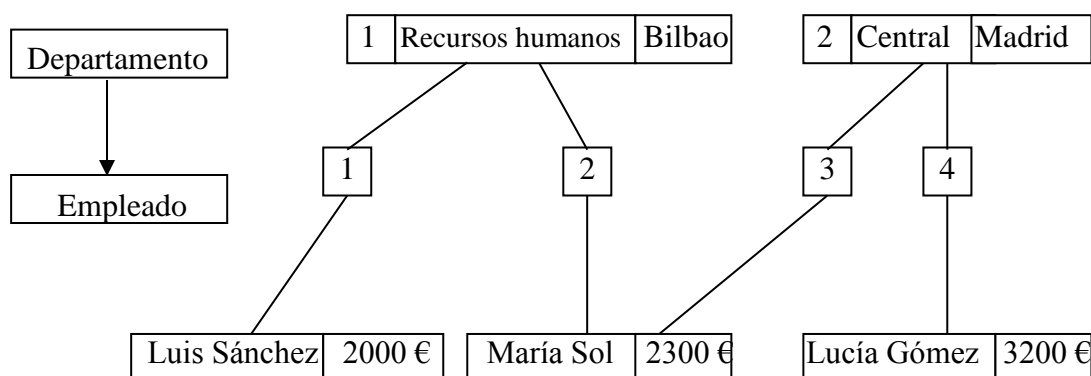 1 Recursos humanos Bilbao
2 Central Madrid
Departamento
1
2
3
4
Empleado
Luis Sánchez 2000 €
María Sol 2300 €
Lucía Gómez 3200 €